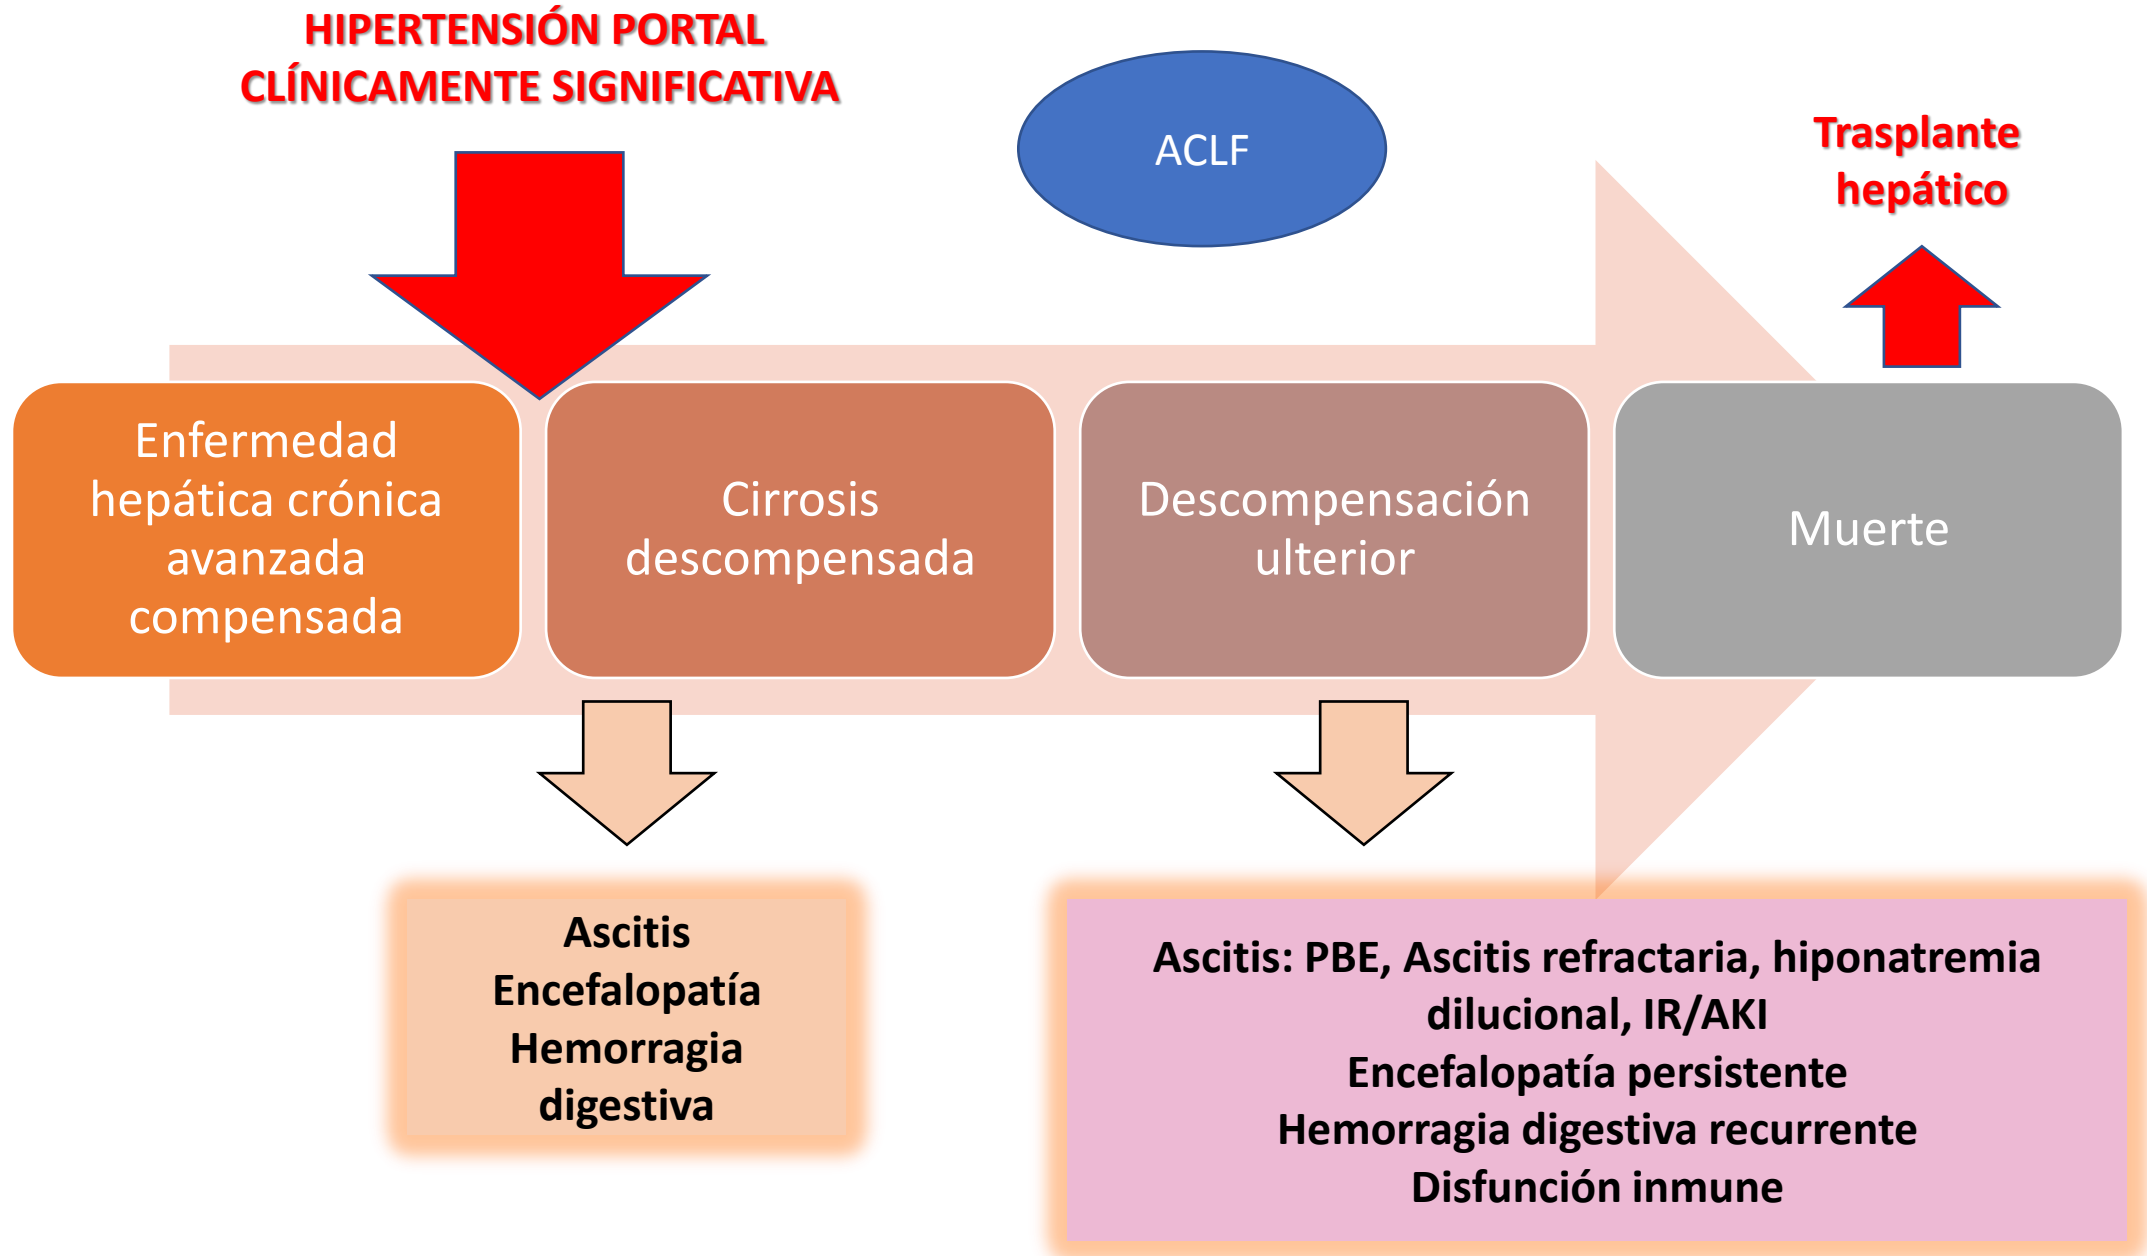 HIPERTENSIÓN PORTAL
CLÍNICAMENTE SIGNIFICATIVA
ACLF
Trasplante
hepático
Enfermedad
hepática crónica
avanzada
compensada
Cirrosis
descompensada
Descompensación
ulterior
Muerte
Ascitis
Encefalopatía
Hemorragia
digestiva
Ascitis: PBE, Ascitis refractaria, hiponatremia
dilucional, IR/AKI
Encefalopatía persistente
Hemorragia digestiva recurrente
Disfunción inmune